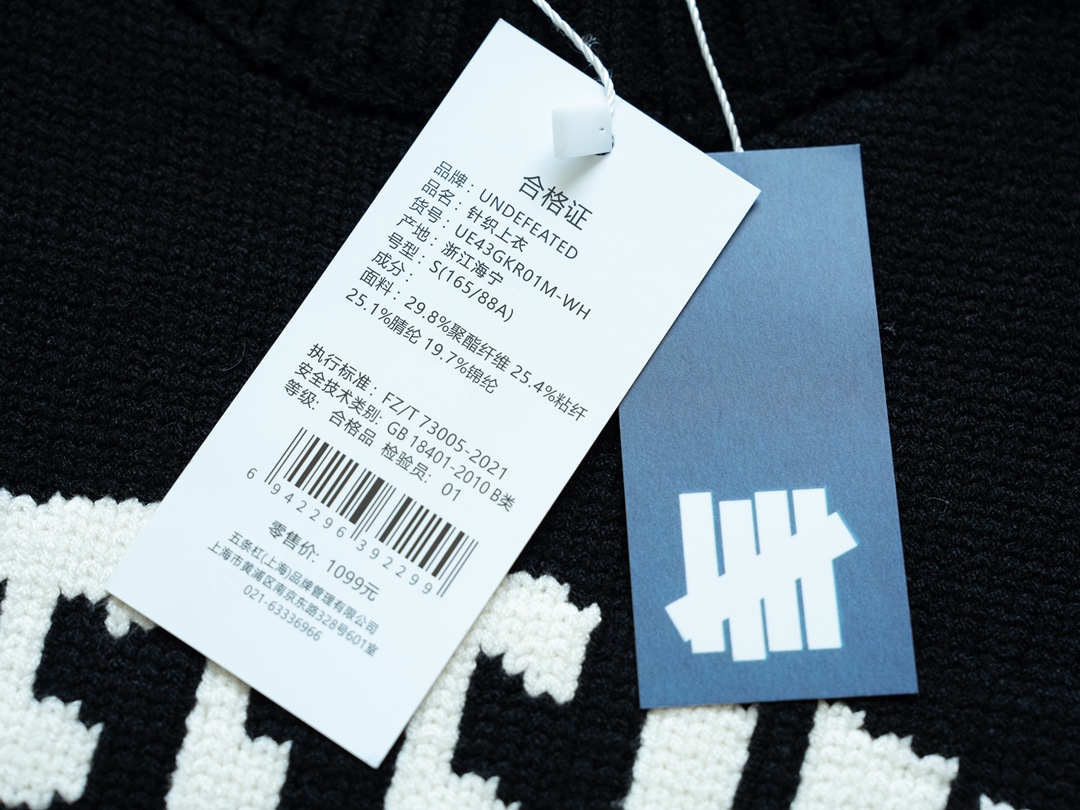 合格证
品牌：UNDEFEATED
品名：针织上衣
货号：UE43GKR01M-WH
产地：浙江海宁
号型：S(165/88A)
成分：
面料：29.8%聚酯纤维 25.4%粘纤
25.1%腈纶 19.7%锦纶
执行标准：FZ/T 73005-2021
安全技术类别: GB 18401-2010 B类
等级: 合格品 检验员: 01
6 942296 392299
零售价: 1099元
五条杠(上海)品牌管理有限公司
上海市黄浦区南京东路328号601室
021-63336966